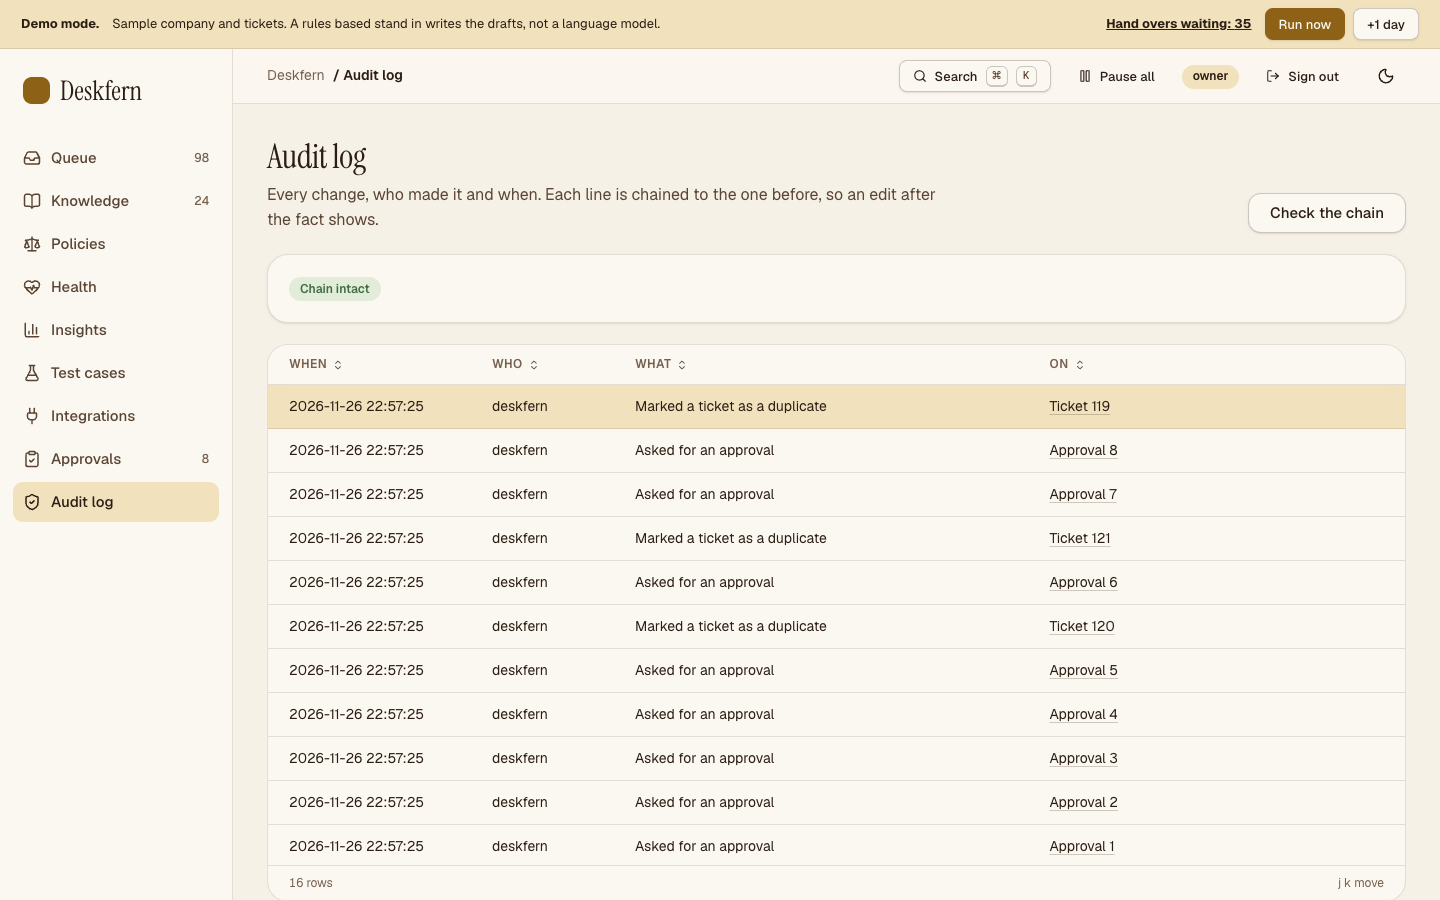 Demo mode. Sample company and tickets. A rules based stand in writes the drafts, not a language model.
Hand overs waiting: 35
Run now
+1 day
Deskfern
Queue 98
Knowledge 24
Policies
Health
Insights
Test cases
Integrations
Approvals 8
Audit log
Deskfern / Audit log
Search ⌘ K
Pause all
owner
Sign out
Audit log
Every change, who made it and when. Each line is chained to the one before, so an edit after
the fact shows.
Check the chain
Chain intact
WHEN WHO WHAT ON
2026-11-26 22:57:25 deskfern Marked a ticket as a duplicate Ticket 119
2026-11-26 22:57:25 deskfern Asked for an approval Approval 8
2026-11-26 22:57:25 deskfern Asked for an approval Approval 7
2026-11-26 22:57:25 deskfern Marked a ticket as a duplicate Ticket 121
2026-11-26 22:57:25 deskfern Asked for an approval Approval 6
2026-11-26 22:57:25 deskfern Marked a ticket as a duplicate Ticket 120
2026-11-26 22:57:25 deskfern Asked for an approval Approval 5
2026-11-26 22:57:25 deskfern Asked for an approval Approval 4
2026-11-26 22:57:25 deskfern Asked for an approval Approval 3
2026-11-26 22:57:25 deskfern Asked for an approval Approval 2
2026-11-26 22:57:25 deskfern Asked for an approval Approval 1
16 rows
j k move